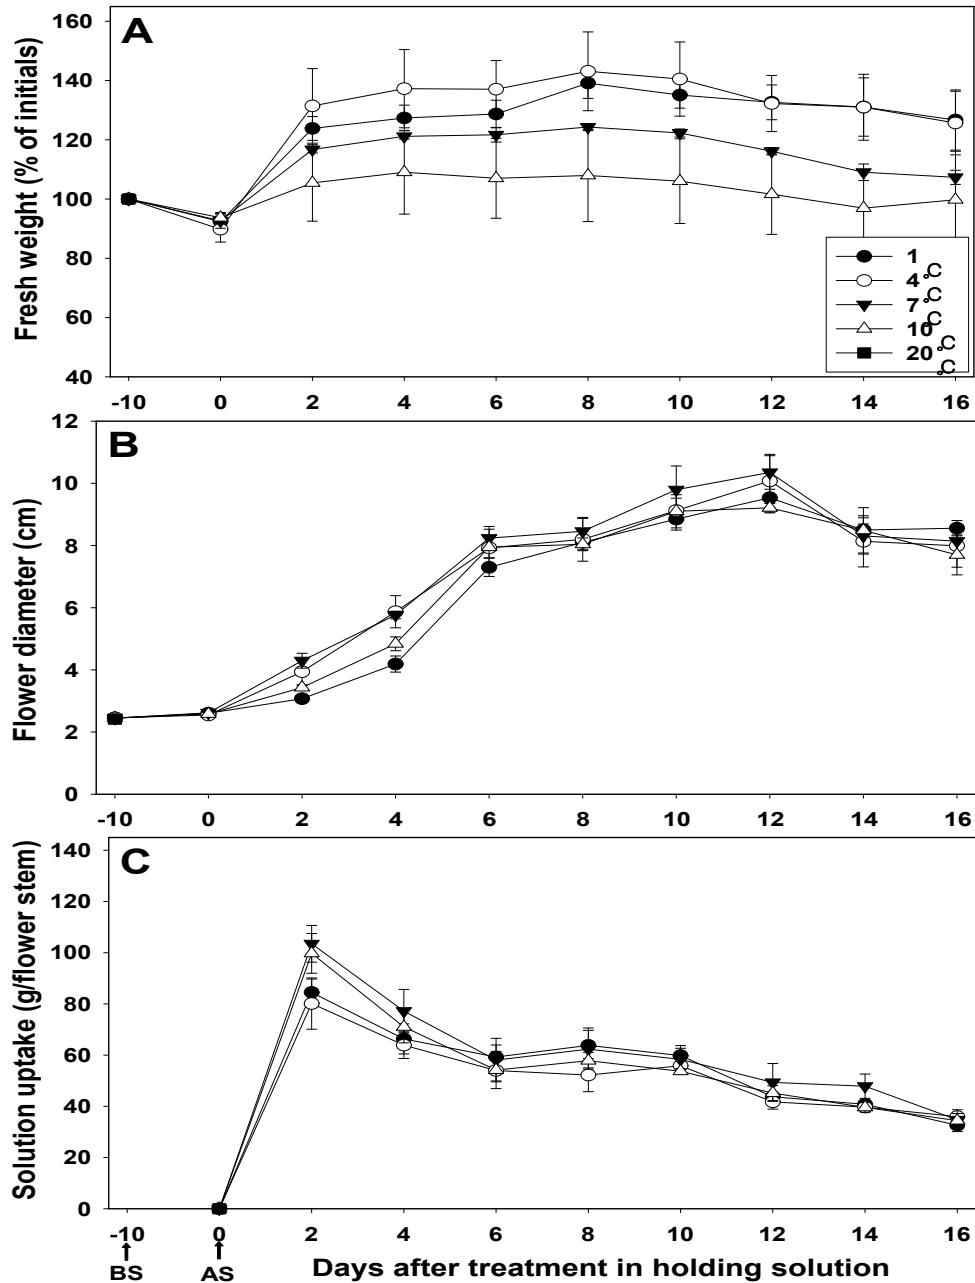 A
Fresh weight (% of initials)
160
140
120
100
80
60
40
-10 0 2 4 6 8 10 12 14 16
1 °C
4 °C
7 °C
10 °C
20 °C
B
Flower diameter (cm)
12
10
8
6
4
2
0
-10 0 2 4 6 8 10 12 14 16
C
Solution uptake (g/flower stem)
140
120
100
80
60
40
20
0
-10 0 2 4 6 8 10 12 14 16
BS AS Days after treatment in holding solution